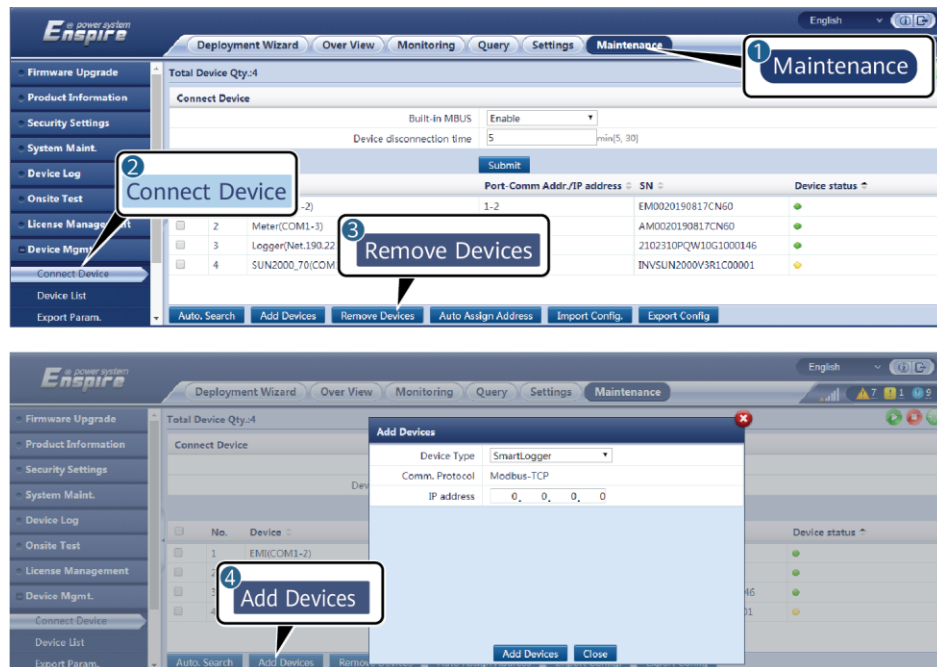 Enspire power system
English
Deployment Wizard Over View Monitoring Query Settings Maintenance
1 Maintenance
Firmware Upgrade
Product Information
Security Settings
System Maint.
Device Log
Onsite Test
License Management
Device Mgmt.
Connect Device
Device List
Export Param.
Total Device Qty.:4
Connect Device
Built-in MBUS Enable
Device disconnection time 5 min[5, 30]
Submit
2 Connect Device
Port-Comm Addr./IP address SN Device status
-2) 1-2 EM0020190817CN60
2 Meter(COM1-3) AM0020190817CN60
3 Logger(Net.190.22 2102310PQW10G1000146
4 SUN2000_70(COM INVSUN2000V3R1C00001
3 Remove Devices
Auto. Search Add Devices Remove Devices Auto Assign Address Import Config. Export Config
Enspire power system
English
Deployment Wizard Over View Monitoring Query Settings Maintenance
7 1 9
Firmware Upgrade
Product Information
Security Settings
System Maint.
Device Log
Onsite Test
License Management
Device Mgmt.
Connect Device
Device List
Export Param.
Total Device Qty.:4
Connect Device
Dev
No. Device Device status
1 EMI(COM1-2)
2
3 46
4 01
Add Devices
Device Type SmartLogger
Comm. Protocol Modbus-TCP
IP address 0. 0. 0. 0
Add Devices Close
4 Add Devices
Auto. Search Add Devices Remov